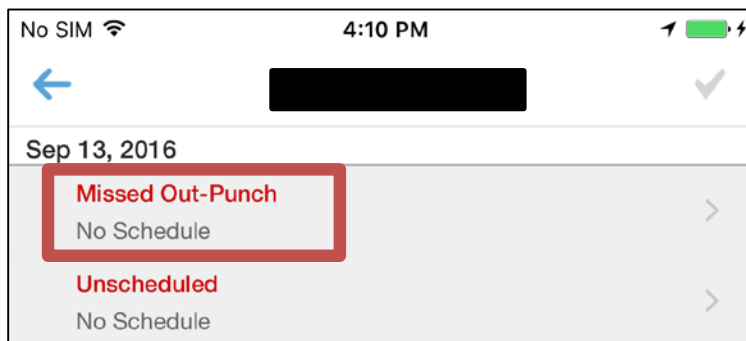 No SIM 4:10 PM
Sep 13, 2016
Missed Out-Punch
No Schedule
Unscheduled
No Schedule